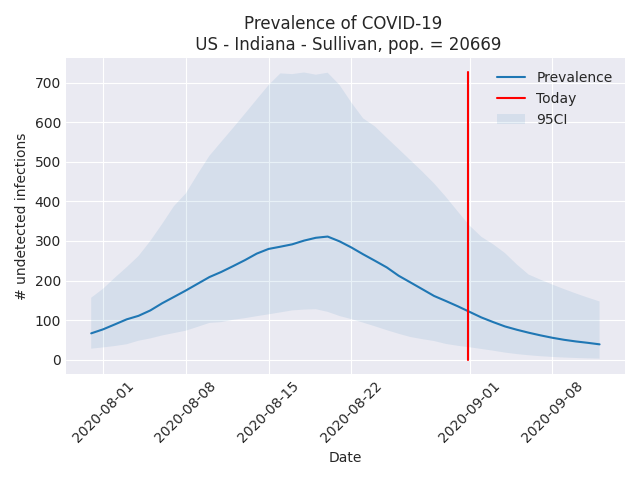 Prevalence of COVID-19
US - Indiana - Sullivan, pop. = 20669
Prevalence
Today
95CI
# undetected infections
700
600
500
400
300
200
100
0
2020-08-01
2020-08-08
2020-08-15
2020-08-22
2020-09-01
2020-09-08
Date